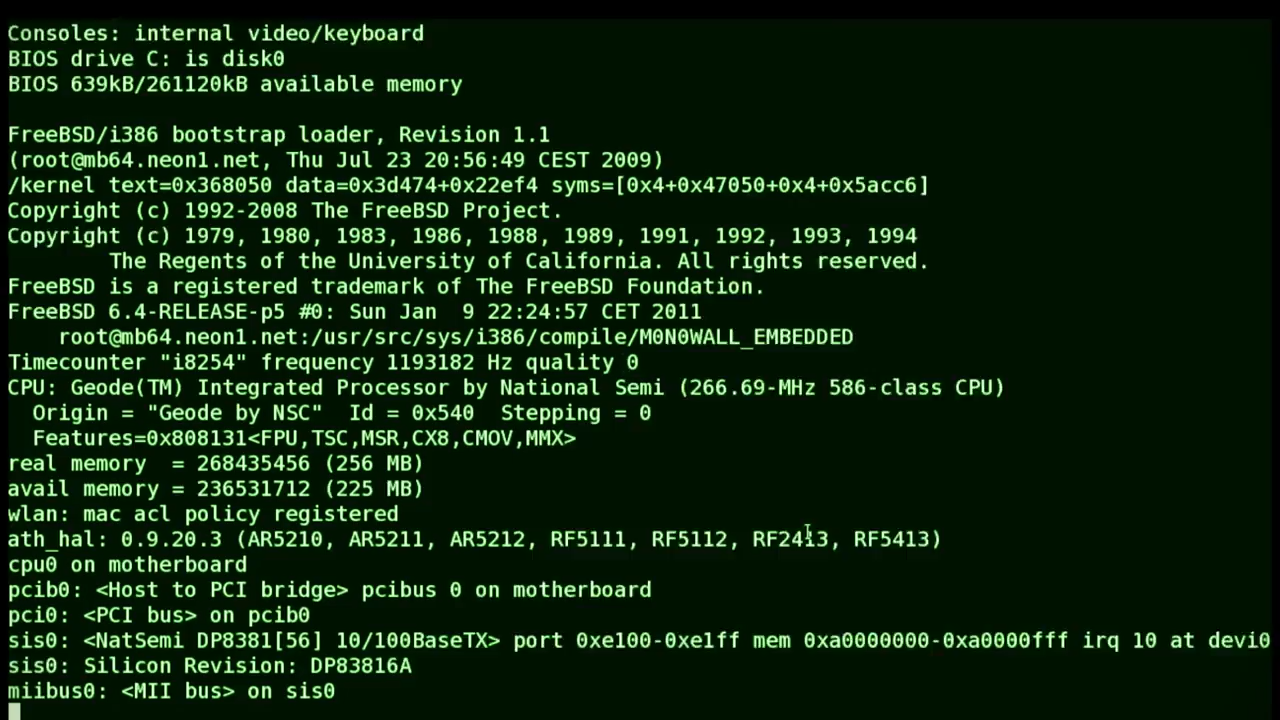 Consoles: internal video/keyboard
BIOS drive C: is disk0
BIOS 639kB/261120kB available memory
FreeBSD/i386 bootstrap loader, Revision 1.1
(root@mb64.neon1.net, Thu Jul 23 20:56:49 CEST 2009)
/kernel text=0x368050 data=0x3d474+0x22ef4 syms=[0x4+0x47050+0x4+0x5acc6]
Copyright (c) 1992-2008 The FreeBSD Project.
Copyright (c) 1979, 1980, 1983, 1986, 1988, 1989, 1991, 1992, 1993, 1994
The Regents of the University of California. All rights reserved.
FreeBSD is a registered trademark of The FreeBSD Foundation.
FreeBSD 6.4-RELEASE-p5 #0: Sun Jan  9 22:24:57 CET 2011
root@mb64.neon1.net:/usr/src/sys/i386/compile/M0N0WALL_EMBEDDED
Timecounter "i8254" frequency 1193182 Hz quality 0
CPU: Geode(TM) Integrated Processor by National Semi (266.69-MHz 586-class CPU)
Origin = "Geode by NSC"  Id = 0x540  Stepping = 0
Features=0x808131<FPU,TSC,MSR,CX8,CMOV,MMX>
real memory  = 268435456 (256 MB)
avail memory = 236531712 (225 MB)
wlan: mac acl policy registered
ath_hal: 0.9.20.3 (AR5210, AR5211, AR5212, RF5111, RF5112, RF2413, RF5413)
cpu0 on motherboard
pcib0: <Host to PCI bridge> pcibus 0 on motherboard
pci0: <PCI bus> on pcib0
sis0: <NatSemi DP8381[56] 10/100BaseTX> port 0xe100-0xe1ff mem 0xa0000000-0xa0000fff irq 10 at devi0
sis0: Silicon Revision: DP83816A
miibus0: <MII bus> on sis0